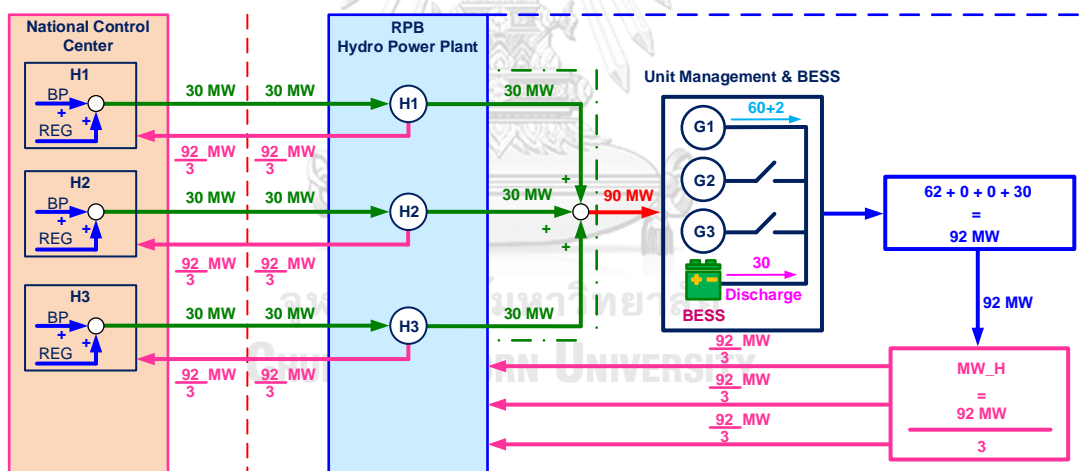 National Control
Center
RPB
Hydro Power Plant
Unit Management & BESS
H1
BP
+
+
REG
30 MW
30 MW
H1
30 MW
92/3 MW
92/3 MW
H2
BP
+
+
REG
30 MW
30 MW
H2
30 MW
92/3 MW
92/3 MW
H3
BP
+
+
REG
30 MW
30 MW
H3
30 MW
92/3 MW
92/3 MW
+
+
+
90 MW
60+2
G1
G2
G3
30
Discharge
BESS
62 + 0 + 0 + 30
=
92 MW
92 MW
MW_H
=
92 MW
3
92/3 MW
92/3 MW
92/3 MW
UNIVERSITY